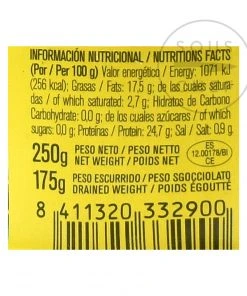 SOUS
INFORMACIÓN NUTRICIONAL / NUTRITIONS FACTS
(Por / Per 100 g) Valor energético / Energy: 1071 kJ
(256 kcal); Grasas / Fats: 17,5 g; de las cuales satura-
das / of which saturated: 2,7 g; Hidratos de Carbono
Carbohydrate: 0,0 g; de los cuales azúcares / of which
sugars: 0,0 g; Proteínas / Protein: 24,7 g; Sal / Salt: 0,9 g.
250g PESO NETO / PESO NETTO
NET WEIGHT / POIDS NET
ES
12.00178/BI
CE
175g PESO ESCURRIDO / PESO SGOCCIOLATO
DRAINED WEIGHT / POIDS ÉGOUTTÉ
8 411320 332900